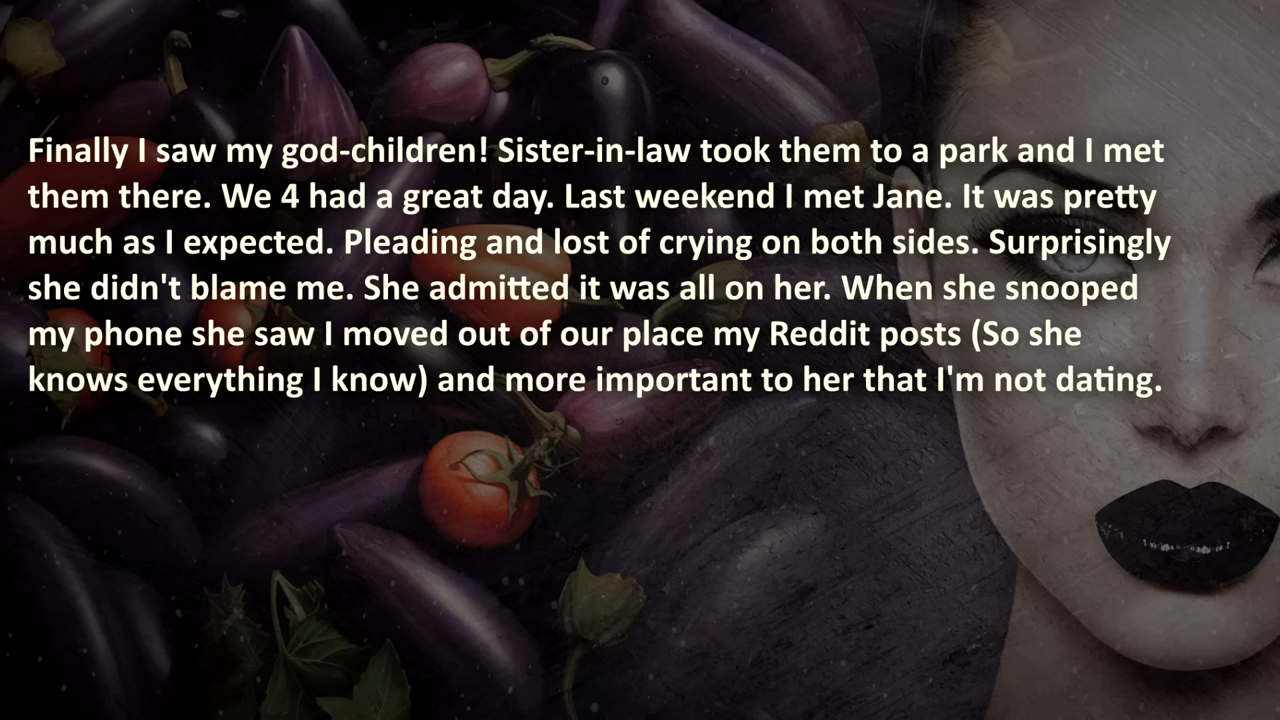 Finally I saw my god-children! Sister-in-law took them to a park and I met
them there. We 4 had a great day. Last weekend I met Jane. It was pretty
much as I expected. Pleading and lost of crying on both sides. Surprisingly
she didn't blame me. She admitted it was all on her. When she snooped
my phone she saw I moved out of our place my Reddit posts (So she
knows everything I know) and more important to her that I'm not dating.